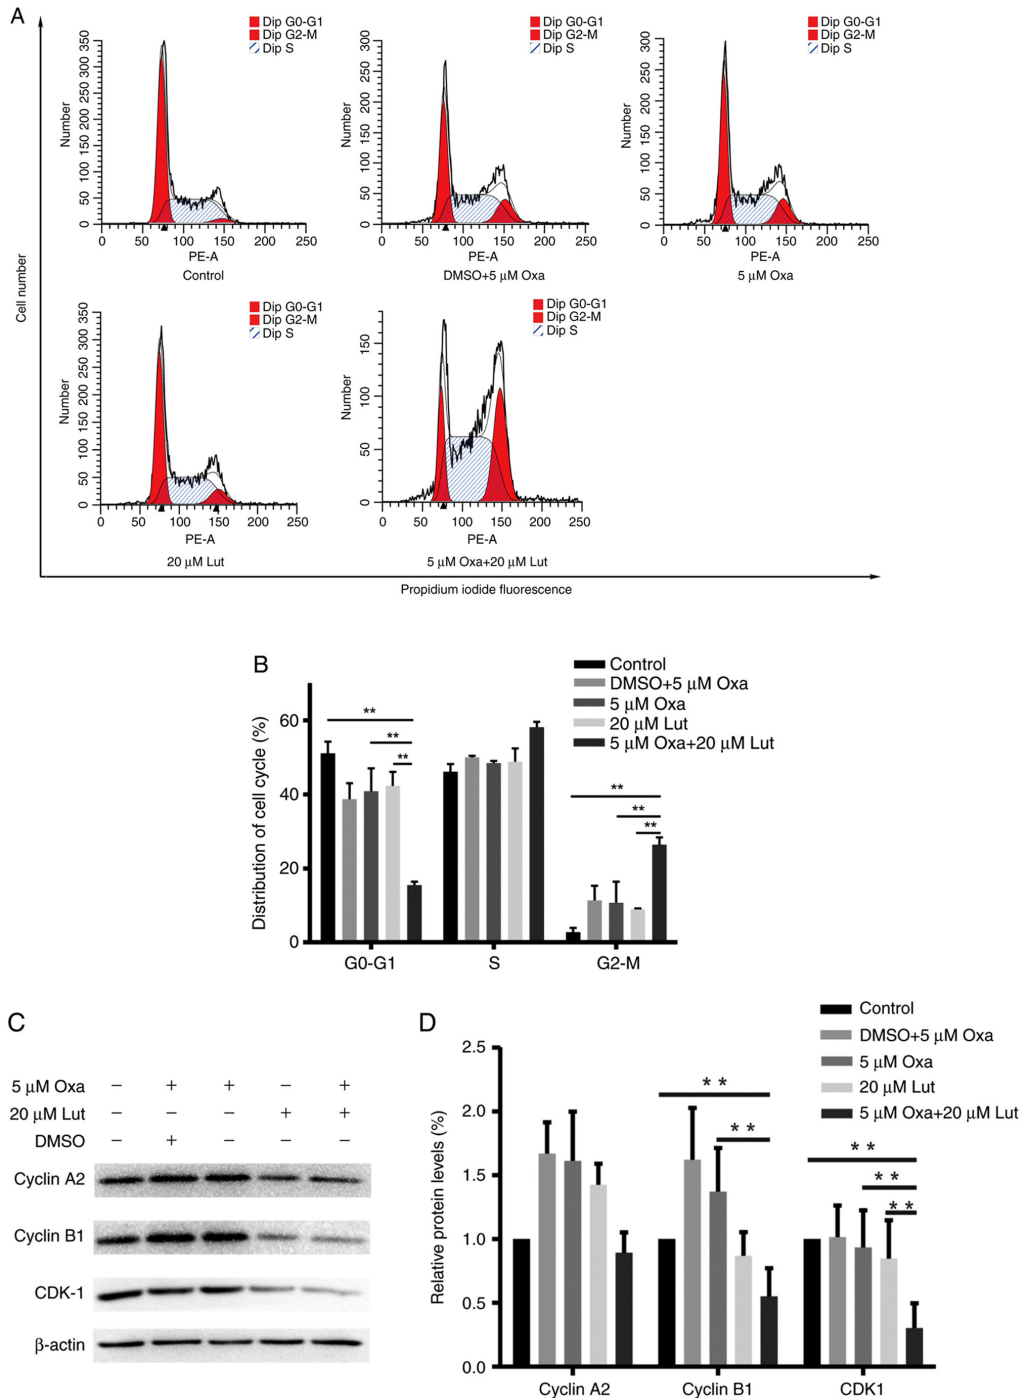 A
Cell number
Dip G0-G1
Dip G2-M
Dip S
Number
350
300
250
200
150
100
50
0
0 50 100 150 200 250
PE-A
Control
Dip G0-G1
Dip G2-M
Dip S
Number
300
250
200
150
100
50
0
0 50 100 150 200 250
PE-A
DMSO+5 μM Oxa
Dip G0-G1
Dip G2-M
Dip S
Number
300
250
200
150
100
50
0
0 50 100 150 200 250
PE-A
5 μM Oxa
Dip G0-G1
Dip G2-M
Dip S
Number
350
300
250
200
150
100
50
0
0 50 100 150 200 250
PE-A
20 μM Lut
Dip G0-G1
Dip G2-M
Dip S
Number
150
100
50
0
0 50 100 150 200 250
PE-A
5 μM Oxa+20 μM Lut
Propidium iodide fluorescence
B
Control
DMSO+5 μM Oxa
5 μM Oxa
20 μM Lut
5 μM Oxa+20 μM Lut
Distribution of cell cycle (%)
60
40
20
0
**
**
**
**
**
**
G0-G1 S G2-M
C
5 μM Oxa − + + − +
20 μM Lut − − − + +
DMSO − + − − −
Cyclin A2
Cyclin B1
CDK-1
β-actin
D
Control
DMSO+5 μM Oxa
5 μM Oxa
20 μM Lut
5 μM Oxa+20 μM Lut
Relative protein levels (%)
2.5
2.0
1.5
1.0
0.5
0.0
**
**
**
**
**
Cyclin A2 Cyclin B1 CDK1